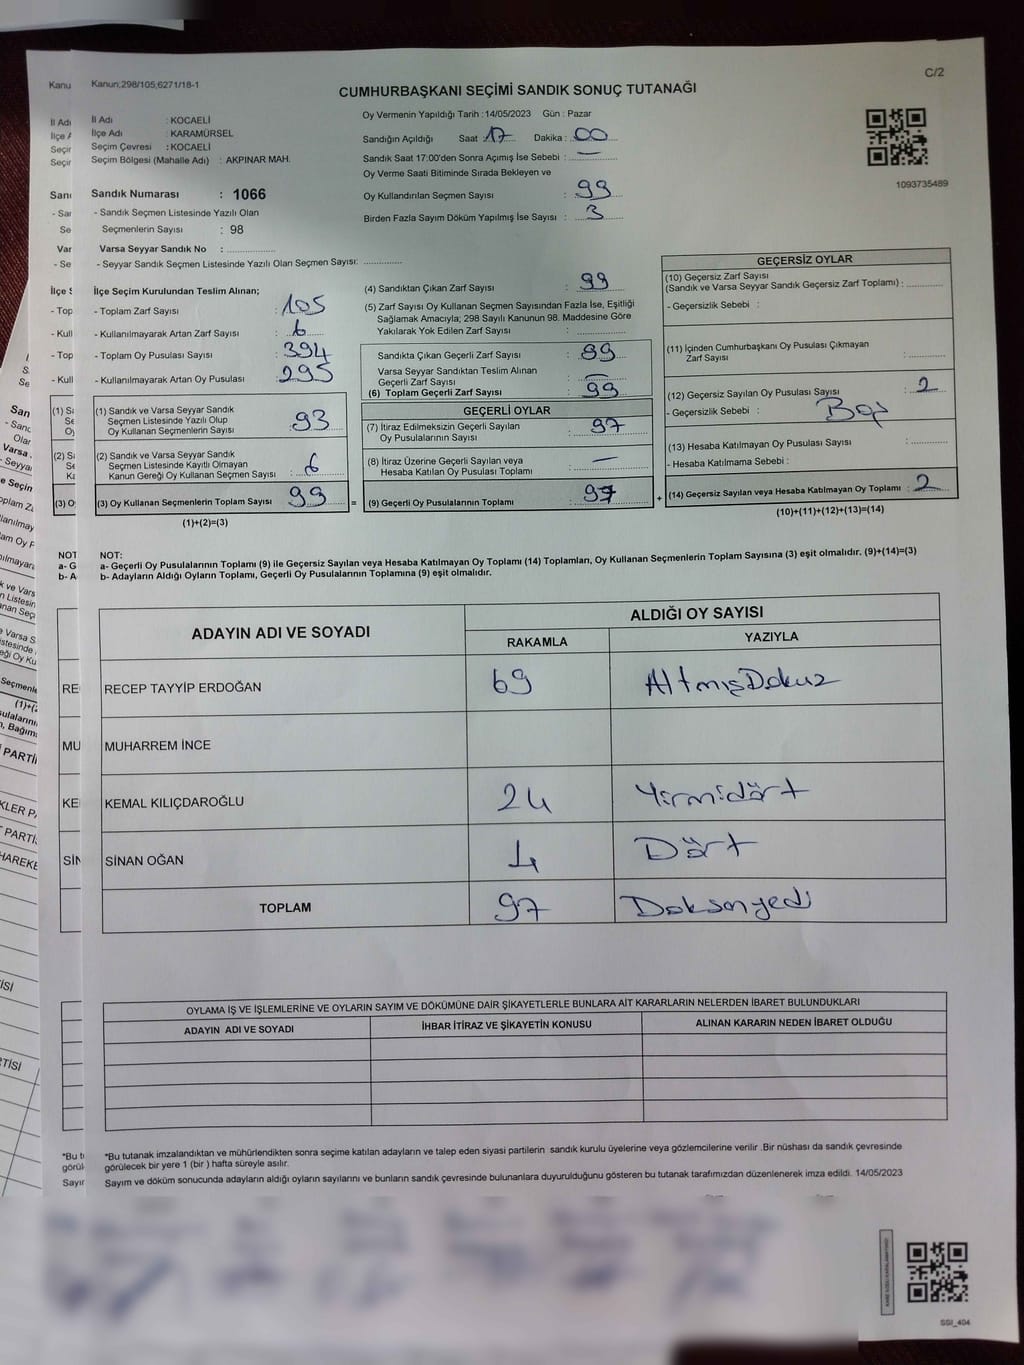 C/2
Kanun;298/105;6271/18-1
CUMHURBAŞKANI SEÇİMİ SANDIK SONUÇ TUTANAĞI
İl Adı : KOCAELİ
İlçe Adı : KARAMÜRSEL
Seçim Çevresi : KOCAELİ
Seçim Bölgesi (Mahalle Adı) : AKPINAR MAH.
Oy Vermenin Yapıldığı Tarih : 14/05/2023 Gün : Pazar
Sandığın Açıldığı Saat 17 Dakika : 00
Sandık Saat 17:00'den Sonra Açımış İse Sebebi : —
Oy Verme Saati Bitiminde Sırada Bekleyen ve
Oy Kullandırılan Seçmen Sayısı : 99
Birden Fazla Sayım Döküm Yapılmış İse Sayısı : 3
1093735489
Sandık Numarası : 1066
- Sandık Seçmen Listesinde Yazılı Olan
Seçmenlerin Sayısı : 98
Varsa Seyyar Sandık No : ..............
- Seyyar Sandık Seçmen Listesinde Yazılı Olan Seçmen Sayısı: ............
İlçe Seçim Kurulundan Teslim Alınan;
- Toplam Zarf Sayısı : 105
- Kullanılmayarak Artan Zarf Sayısı : 6
- Toplam Oy Pusulası Sayısı : 394
- Kullanılmayarak Artan Oy Pusulası : 295
(1) Sandık ve Varsa Seyyar Sandık
Seçmen Listesinde Yazılı Olup
Oy Kullanan Seçmenlerin Sayısı : 93
(2) Sandık ve Varsa Seyyar Sandık
Seçmen Listesinde Kayıtlı Olmayan
Kanun Gereği Oy Kullanan Seçmen Sayısı : 6
(3) Oy Kullanan Seçmenlerin Toplam Sayısı : 99 =
(1)+(2)=(3)
(4) Sandıktan Çıkan Zarf Sayısı : 99
(5) Zarf Sayısı Oy Kullanan Seçmen Sayısından Fazla İse, Eşitliği
Sağlamak Amacıyla; 298 Sayılı Kanunun 98. Maddesine Göre
Yakılarak Yok Edilen Zarf Sayısı : ..............
Sandıkta Çıkan Geçerli Zarf Sayısı : 99
Varsa Seyyar Sandıktan Teslim Alınan
Geçerli Zarf Sayısı : —
(6) Toplam Geçerli Zarf Sayısı : 99
GEÇERLİ OYLAR
(7) İtiraz Edilmeksizin Geçerli Sayılan
Oy Pusulalarının Sayısı : 97
(8) İtiraz Üzerine Geçerli Sayılan veya
Hesaba Katılan Oy Pusulası Toplamı : —
(9) Geçerli Oy Pusulalarının Toplamı : 97 +
GEÇERSİZ OYLAR
(10) Geçersiz Zarf Sayısı
(Sandık ve Varsa Seyyar Sandık Geçersiz Zarf Toplamı) : ............
- Geçersizlik Sebebi :
(11) İçinden Cumhurbaşkanı Oy Pusulası Çıkmayan
Zarf Sayısı : ............
(12) Geçersiz Sayılan Oy Pusulası Sayısı : 2
- Geçersizlik Sebebi :
(13) Hesaba Katılmayan Oy Pusulası Sayısı : ............
- Hesaba Katılmama Sebebi :
(14) Geçersiz Sayılan veya Hesaba Katılmayan Oy Toplamı : 2
(10)+(11)+(12)+(13)=(14)
NOT:
a- Geçerli Oy Pusulalarının Toplamı (9) ile Geçersiz Sayılan veya Hesaba Katılmayan Oy Toplamı (14) Toplamları, Oy Kullanan Seçmenlerin Toplam Sayısına (3) eşit olmalıdır. (9)+(14)=(3)
b- Adayların Aldığı Oyların Toplamı, Geçerli Oy Pusulalarının Toplamına (9) eşit olmalıdır.
ADAYIN ADI VE SOYADI
ALDIĞI OY SAYISI
RAKAMLA YAZIYLA
RECEP TAYYİP ERDOĞAN 69 AltmışDokuz
MUHARREM İNCE
KEMAL KILIÇDAROĞLU 24 Yirmidört
SİNAN OĞAN 4 Dört
TOPLAM 97 Doksanyedi
OYLAMA İŞ VE İŞLEMLERİNE VE OYLARIN SAYIM VE DÖKÜMÜNE DAİR ŞİKAYETLERLE BUNLARA AİT KARARLARIN NELERDEN İBARET BULUNDUKLARI
ADAYIN ADI VE SOYADI İHBAR İTİRAZ VE ŞİKAYETİN KONUSU ALINAN KARARIN NEDEN İBARET OLDUĞU
*Bu tutanak imzalandıktan ve mühürlendikten sonra seçime katılan adayların ve talep eden siyasi partilerin sandık kurulu üyelerine veya gözlemcilerine verilir .Bir nüshası da sandık çevresinde
görülecek bir yere 1 (bir ) hafta süreyle asılır.
Sayım ve döküm sonucunda adayların aldığı oyların sayılarını ve bunların sandık çevresinde bulunanlara duyurulduğunu gösteren bu tutanak tarafımızdan düzenlenerek imza edildi. 14/05/2023
SGI_404